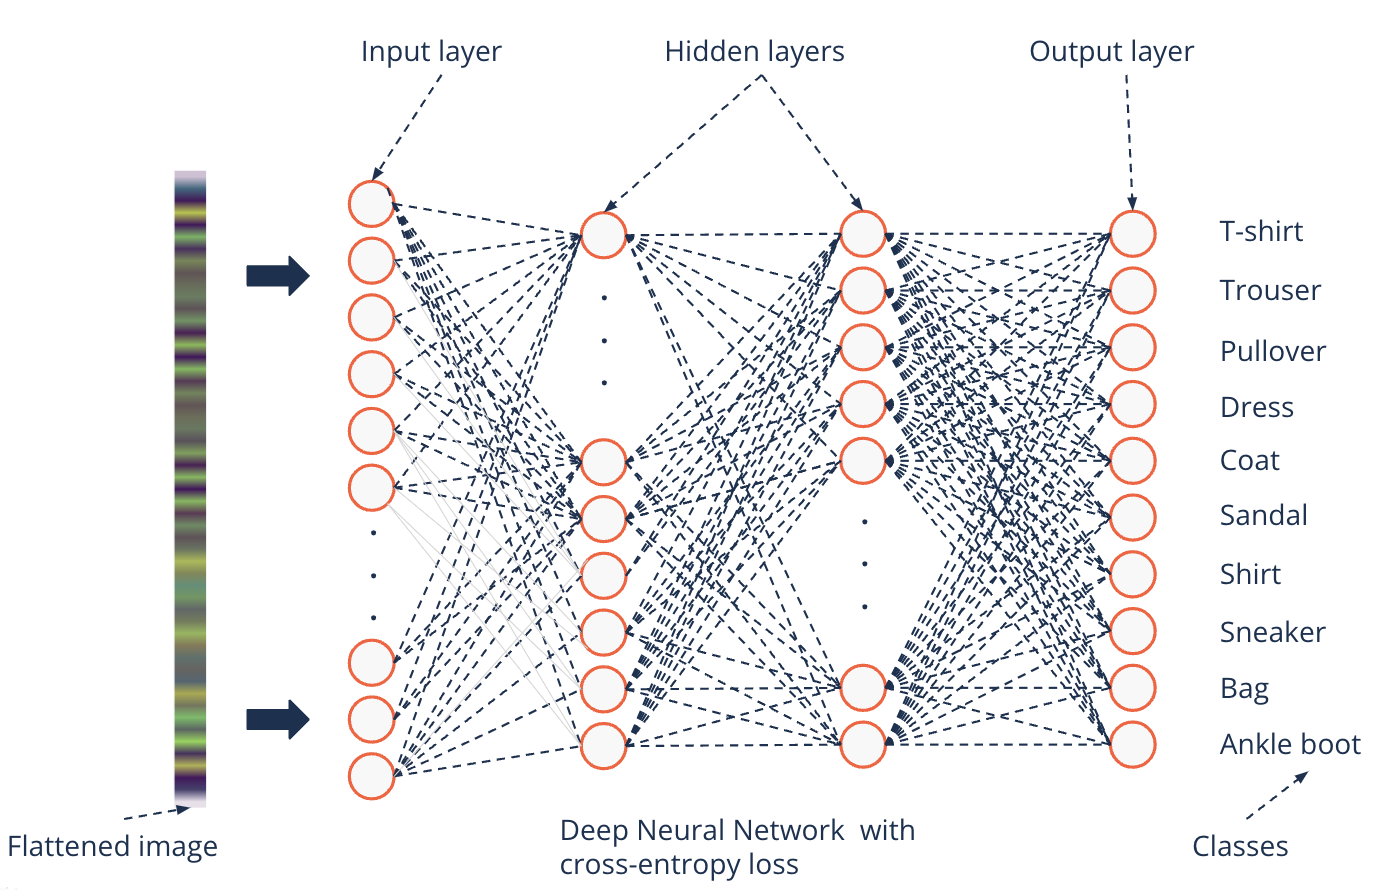 Input layer
Hidden layers
Output layer
T-shirt
Trouser
Pullover
Dress
Coat
Sandal
Shirt
Sneaker
Bag
Ankle boot
Flattened image
Deep Neural Network with
cross-entropy loss
Classes